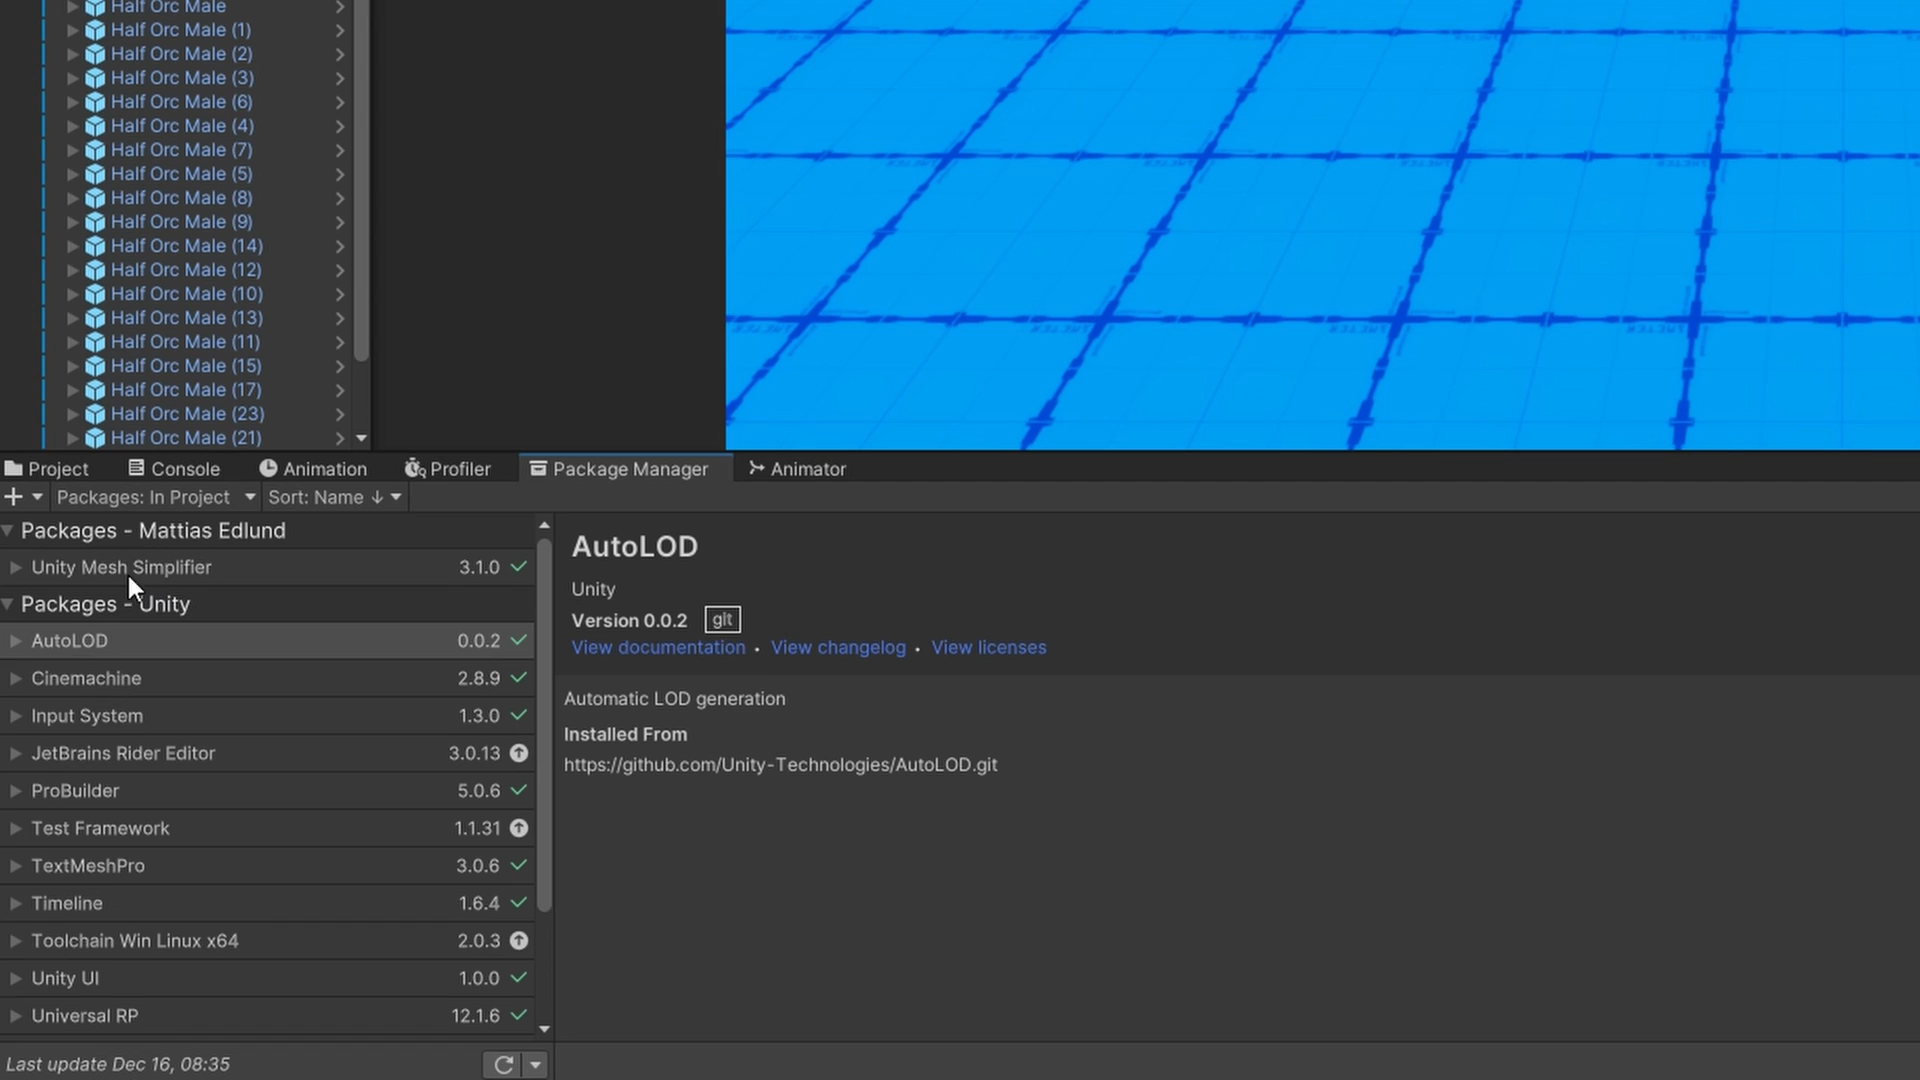 Half Orc Male
Half Orc Male (1)
Half Orc Male (2)
Half Orc Male (3)
Half Orc Male (6)
Half Orc Male (4)
Half Orc Male (7)
Half Orc Male (5)
Half Orc Male (8)
Half Orc Male (9)
Half Orc Male (14)
Half Orc Male (12)
Half Orc Male (10)
Half Orc Male (13)
Half Orc Male (11)
Half Orc Male (15)
Half Orc Male (17)
Half Orc Male (23)
Half Orc Male (21)
Project Console Animation Profiler Package Manager Animator
Packages: In Project Sort: Name ↓
Packages - Mattias Edlund
Unity Mesh Simplifier 3.1.0
Packages - Unity
AutoLOD 0.0.2
Cinemachine 2.8.9
Input System 1.3.0
JetBrains Rider Editor 3.0.13
ProBuilder 5.0.6
Test Framework 1.1.31
TextMeshPro 3.0.6
Timeline 1.6.4
Toolchain Win Linux x64 2.0.3
Unity UI 1.0.0
Universal RP 12.1.6
Last update Dec 16, 08:35
AutoLOD
Unity
Version 0.0.2 git
View documentation • View changelog • View licenses
Automatic LOD generation
Installed From
https://github.com/Unity-Technologies/AutoLOD.git